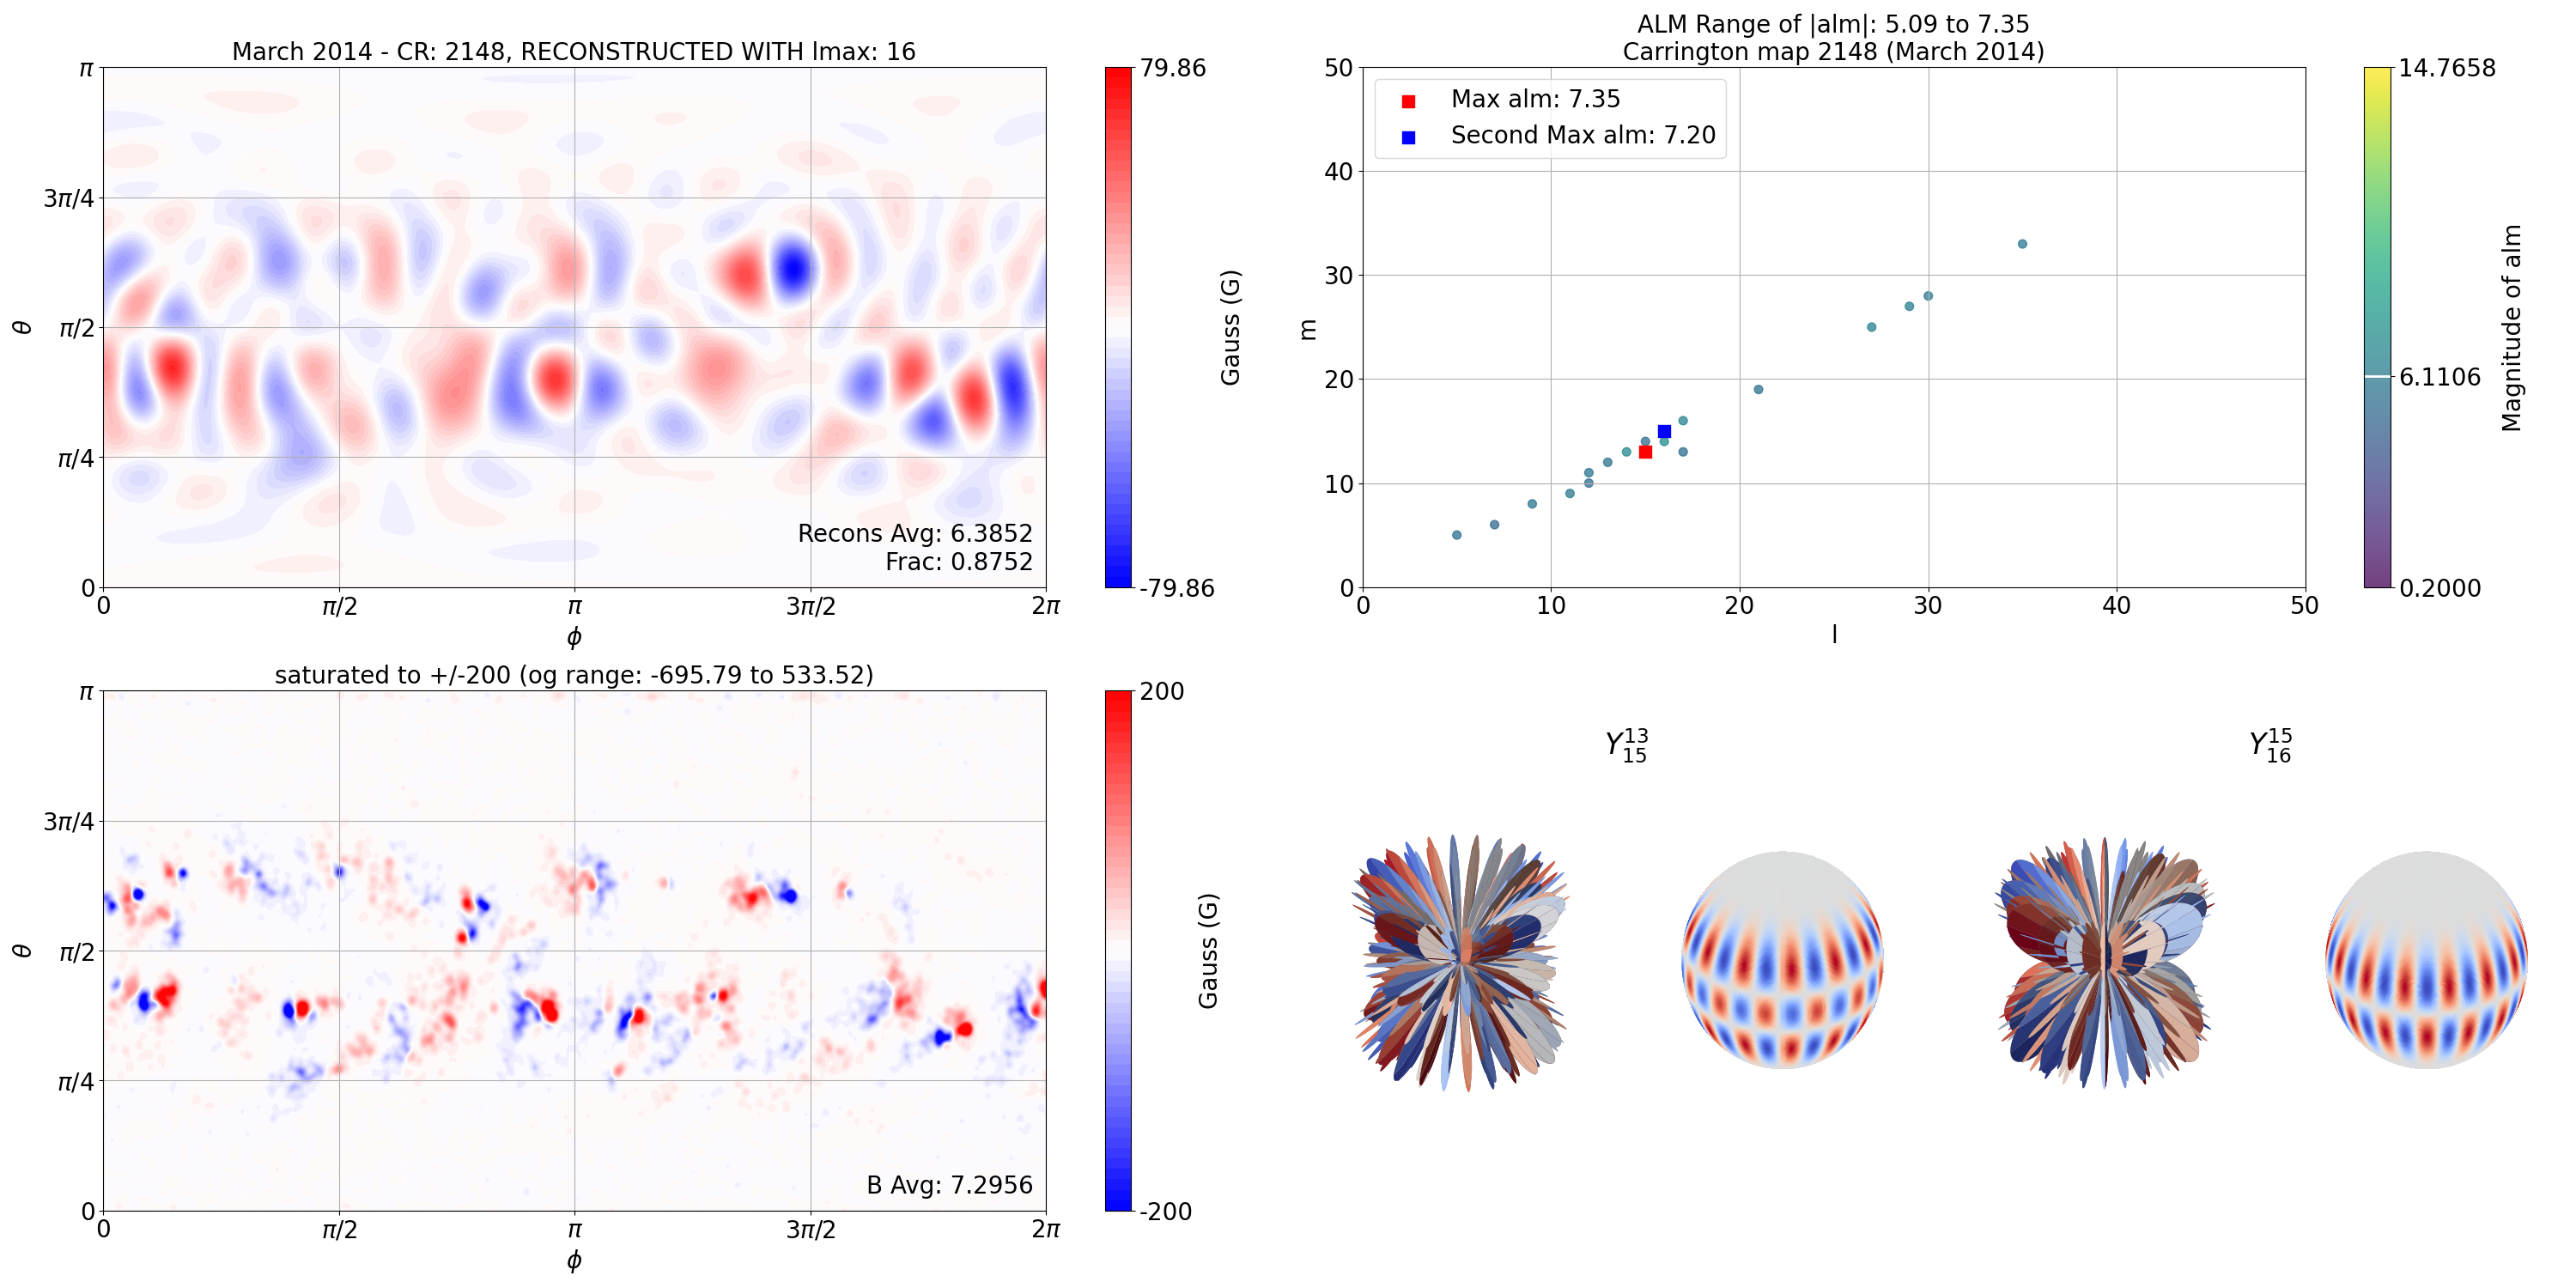 March 2014 - CR: 2148, RECONSTRUCTED WITH lmax: 16
π
3π/4
θ
π/2
π/4
0
0 π/2 π 3π/2 2π
ϕ
Recons Avg: 6.3852
Frac: 0.8752
79.86
Gauss (G)
-79.86
ALM Range of |alm|: 5.09 to 7.35
Carrington map 2148 (March 2014)
Max alm: 7.35
Second Max alm: 7.20
50
40
30
m
20
10
0
0 10 20 30 40 50
l
14.7658
6.1106
Magnitude of alm
0.2000
saturated to +/-200 (og range: -695.79 to 533.52)
π
3π/4
θ
π/2
π/4
0
0 π/2 π 3π/2 2π
ϕ
B Avg: 7.2956
200
Gauss (G)
-200
Y₁₅¹³
Y₁₆¹⁵